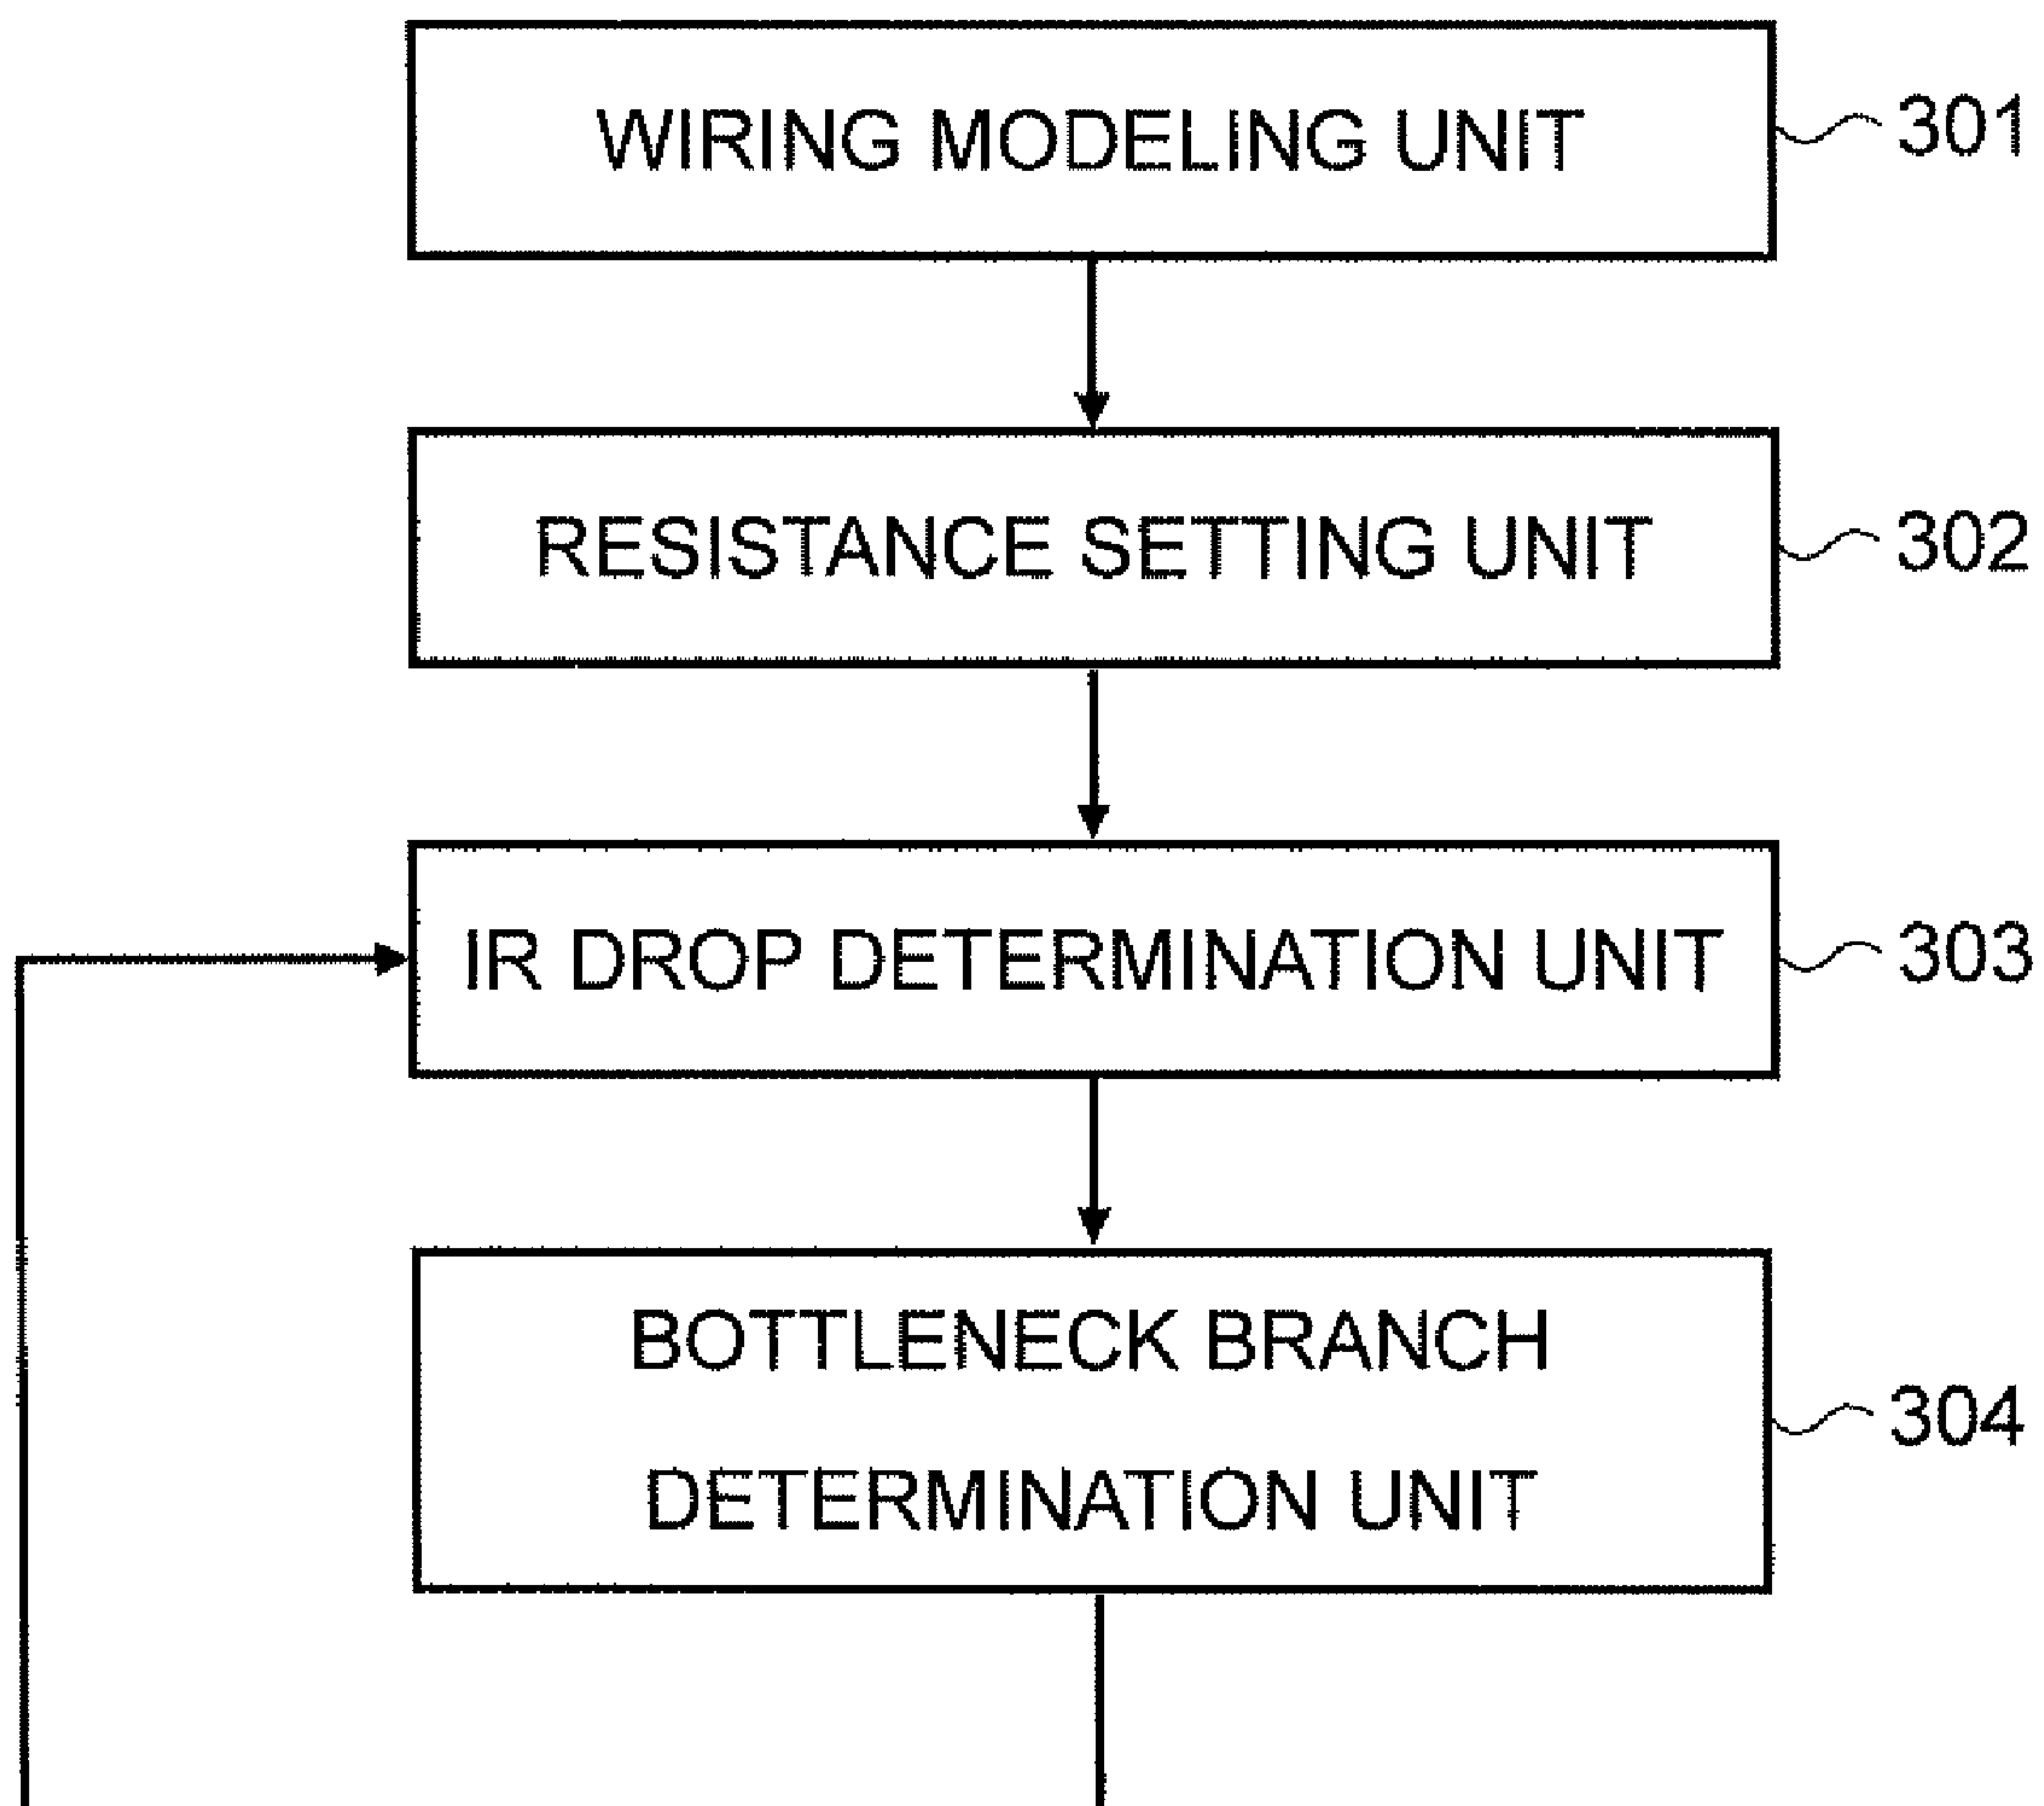 WIRING MODELING UNIT
301
RESISTANCE SETTING UNIT
302
IR DROP DETERMINATION UNIT
303
BOTTLENECK BRANCH
DETERMINATION UNIT
304